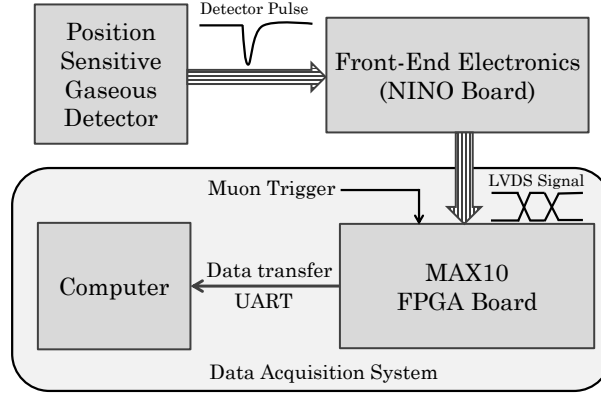 Position
Sensitive
Gaseous
Detector
Detector Pulse
Front-End Electronics
(NINO Board)
LVDS Signal
Muon Trigger
MAX10
FPGA Board
Data transfer
UART
Computer
Data Acquisition System